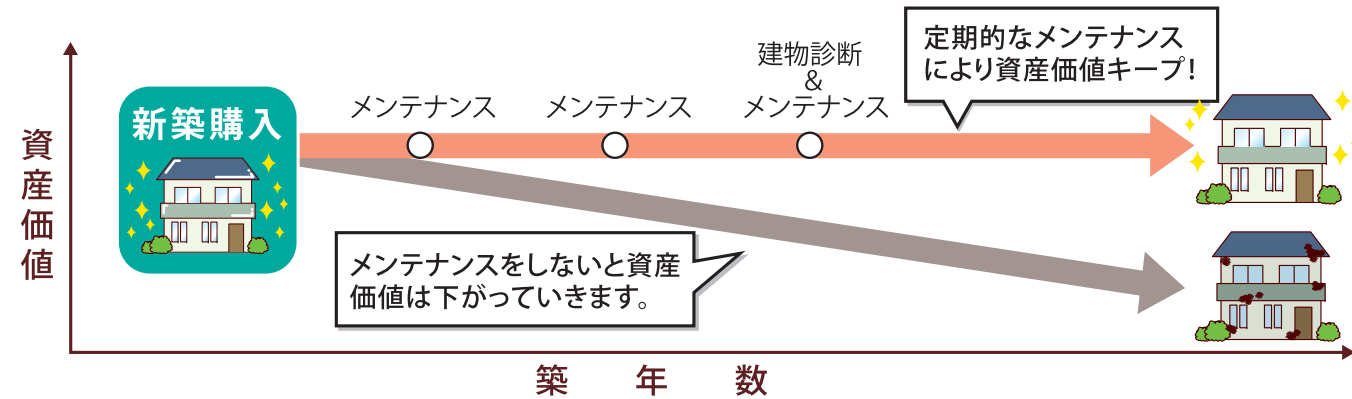 定期的なメンテナンス
により資産価値キープ！
建物診断
&
メンテナンス
メンテナンス
メンテナンス
新築購入
資産価値
メンテナンスをしないと資産
価値は下がっていきます。
築年数